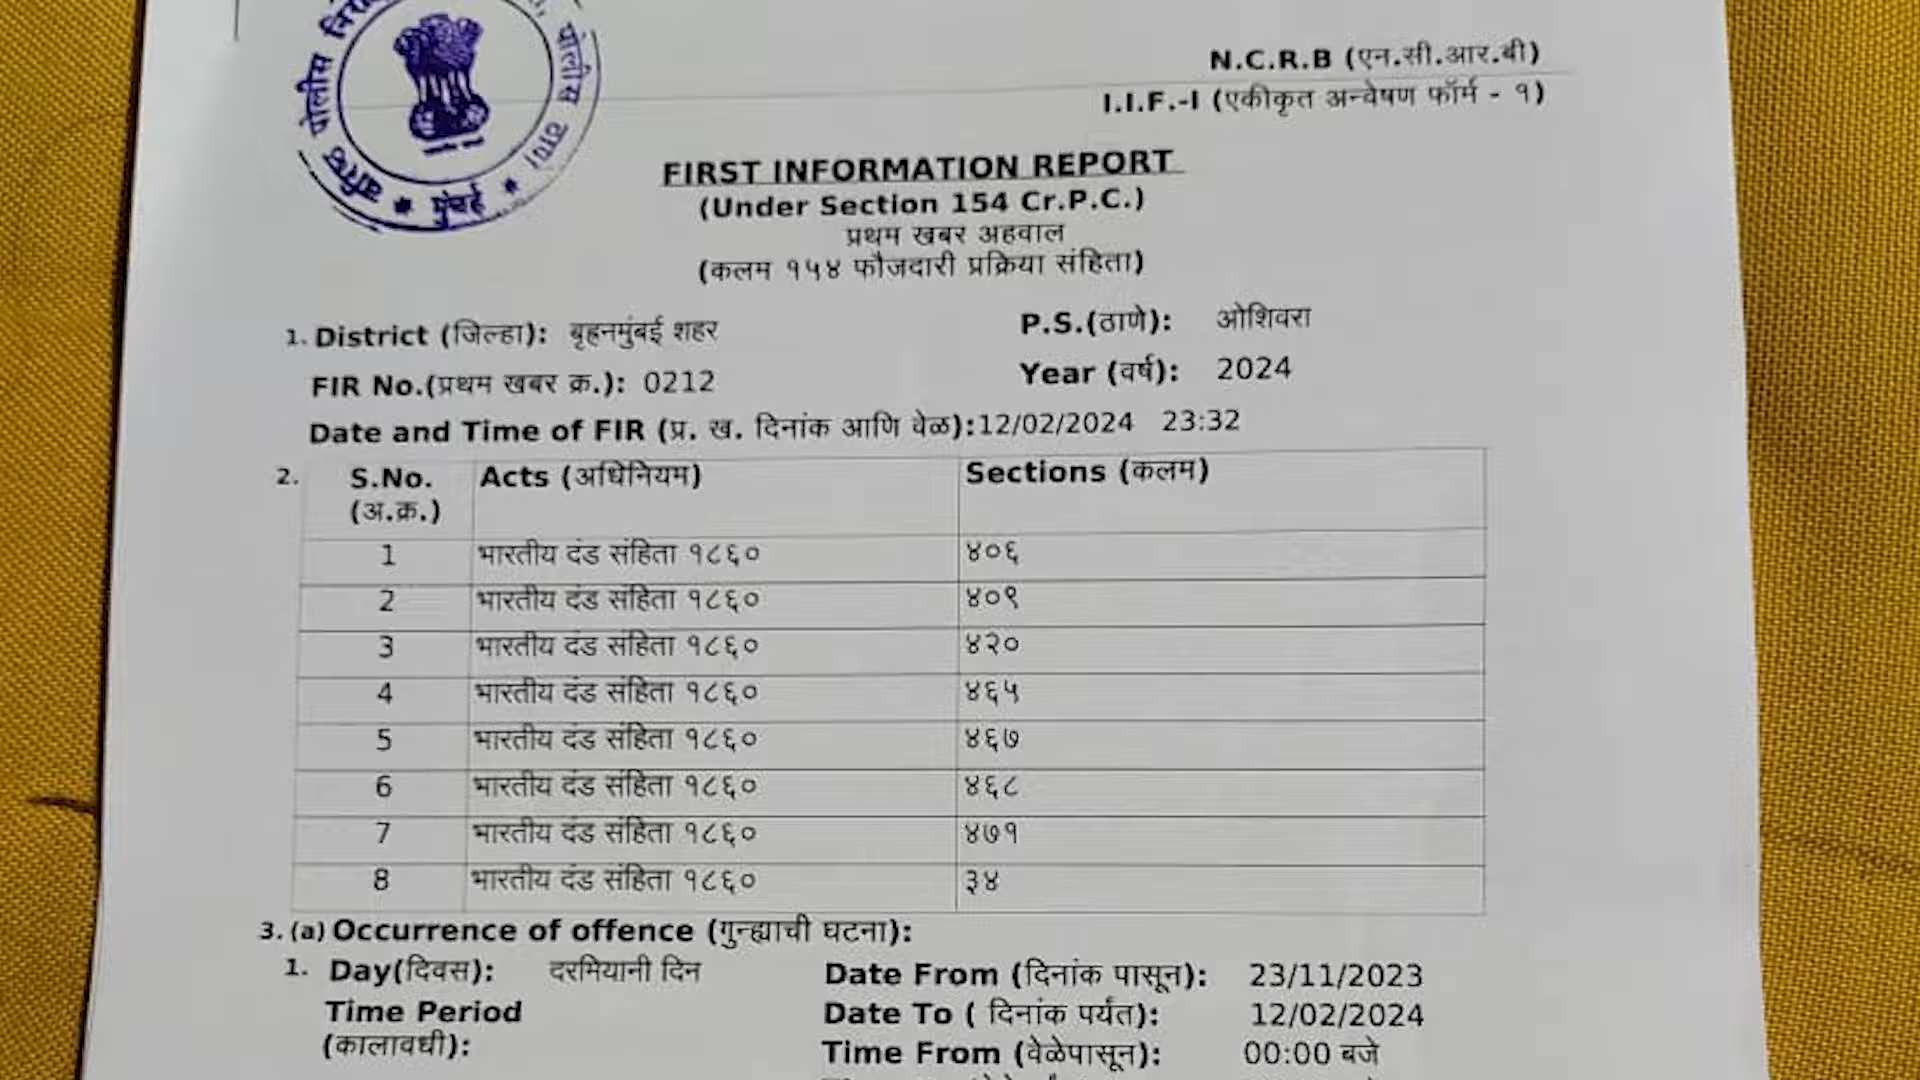 वरिष्ठ पोलीस पोलीस ठाणे * मुंबई *
N.C.R.B (एन.सी.आर.बी)
I.I.F.-I (एकीकृत अन्वेषण फॉर्म - १)
FIRST INFORMATION REPORT
(Under Section 154 Cr.P.C.)
प्रथम खबर अहवाल
(कलम १५४ फौजदारी प्रक्रिया संहिता)
1. District (जिल्हा): बृहनमुंबई शहर P.S.(ठाणे): ओशिवरा
FIR No.(प्रथम खबर क्र.): 0212 Year (वर्ष): 2024
Date and Time of FIR (प्र. ख. दिनांक आणि वेळ):12/02/2024 23:32
2. S.No. Acts (अधिनियम) Sections (कलम)
(अ.क्र.)
1 भारतीय दंड संहिता १८६० ४०६
2 भारतीय दंड संहिता १८६० ४०९
3 भारतीय दंड संहिता १८६० ४२०
4 भारतीय दंड संहिता १८६० ४६५
5 भारतीय दंड संहिता १८६० ४६७
6 भारतीय दंड संहिता १८६० ४६८
7 भारतीय दंड संहिता १८६० ४७१
8 भारतीय दंड संहिता १८६० ३४
3. (a) Occurrence of offence (गुन्ह्याची घटना):
1. Day(दिवस): दरमियानी दिन Date From (दिनांक पासून): 23/11/2023
Time Period Date To ( दिनांक पर्यंत): 12/02/2024
(कालावधी): Time From (वेळेपासून): 00:00 बजे